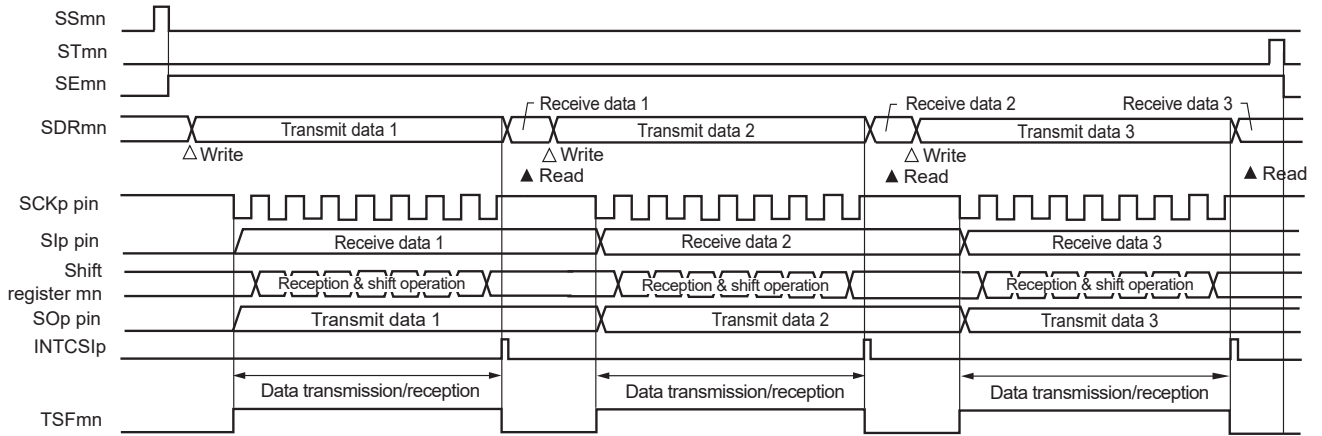 SSmn
STmn
SEmn
Receive data 1
Receive data 2
Receive data 3
SDRmn
Transmit data 1
Transmit data 2
Transmit data 3
△ Write
△ Write
△ Write
▲ Read
▲ Read
▲ Read
SCKp pin
SIp pin
Receive data 1
Receive data 2
Receive data 3
Shift
register mn
Reception & shift operation
Reception & shift operation
Reception & shift operation
SOp pin
Transmit data 1
Transmit data 2
Transmit data 3
INTCSIp
Data transmission/reception
Data transmission/reception
Data transmission/reception
TSFmn